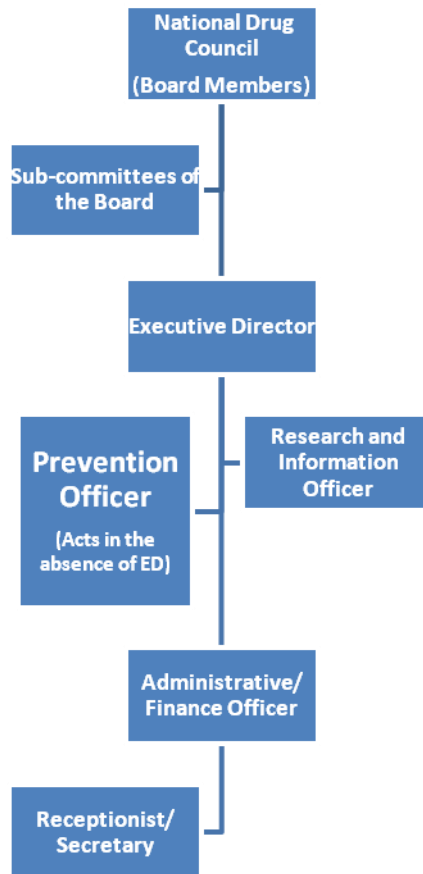 National Drug
Council
(Board Members)
Sub-committees of
the Board
Executive Director
Prevention
Officer
(Acts in the
absence of ED)
Research and
Information
Officer
Administrative/
Finance Officer
Receptionist/
Secretary